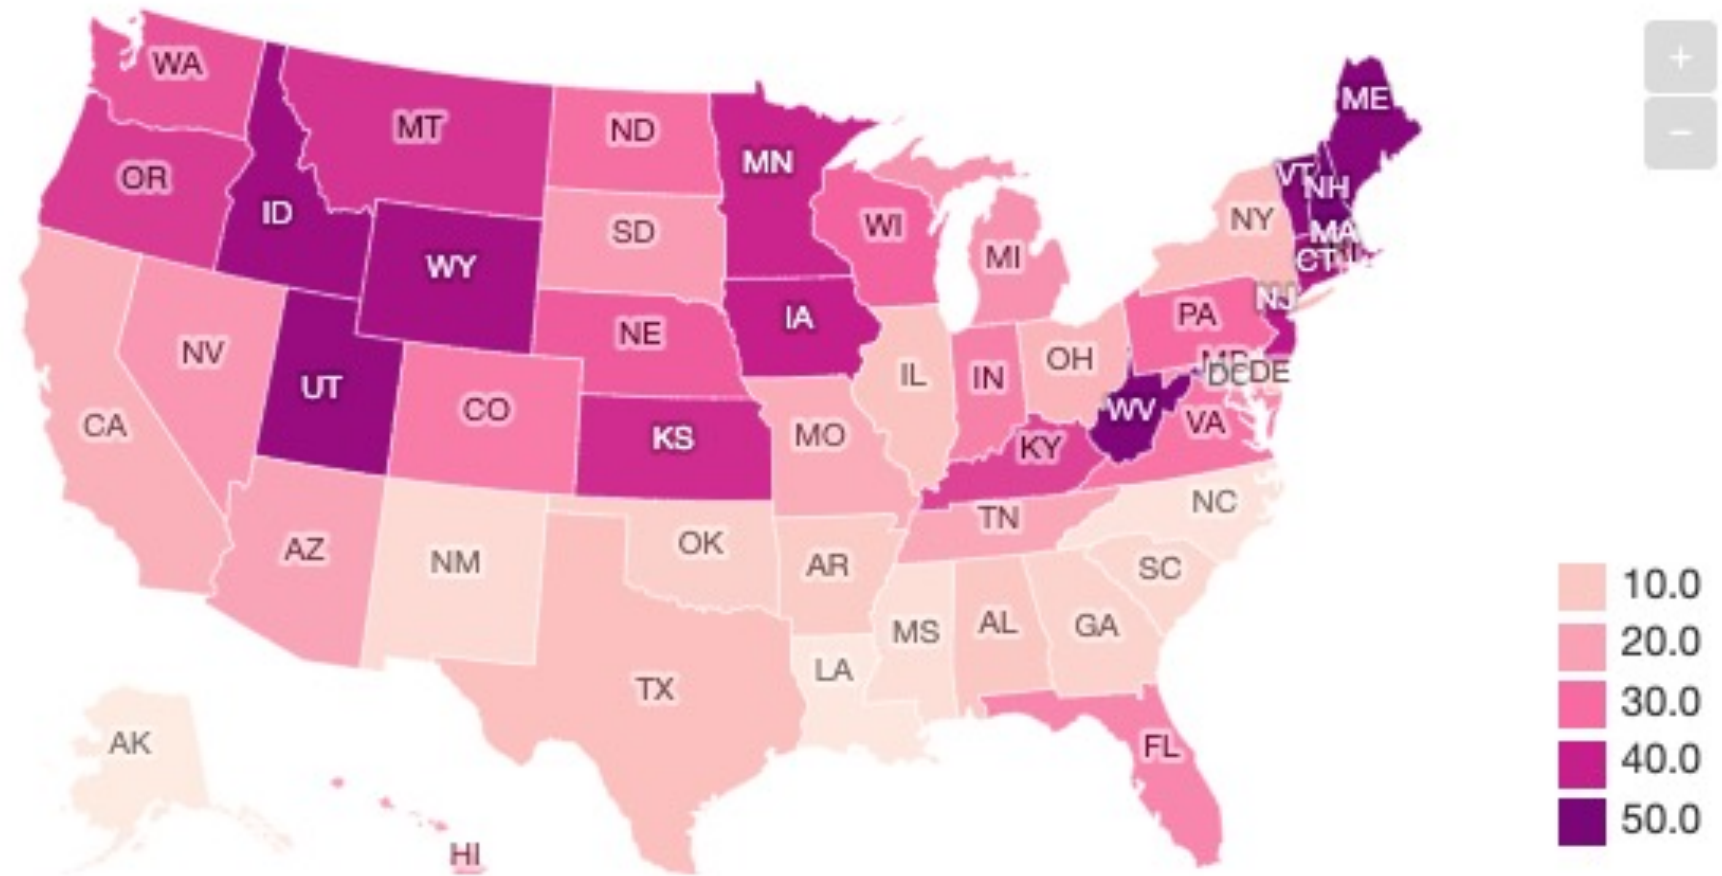 +
−
WA
MT
ND
MN
ME
OR
ID
WY
SD
WI
MI
NY
VT
NH
MA
CT
NV
UT
CO
NE
IA
IL
IN
OH
PA
NJ
MD
DC
DE
CA
KS
MO
KY
WV
VA
AZ
NM
OK
AR
TN
NC
SC
TX
LA
MS
AL
GA
AK
HI
FL
10.0
20.0
30.0
40.0
50.0